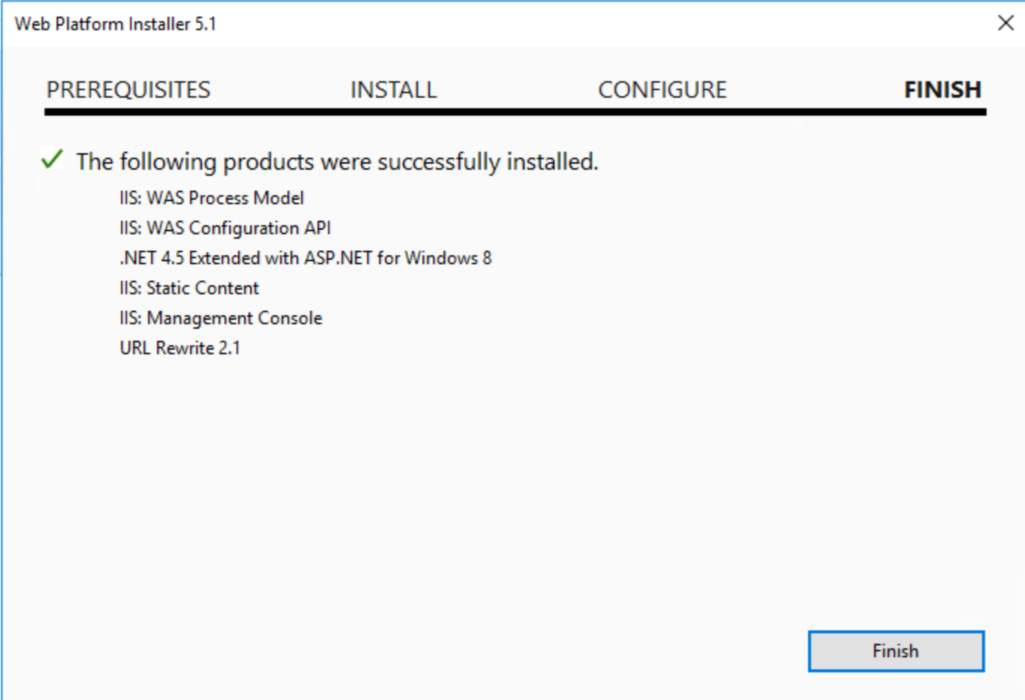 Web Platform Installer 5.1
PREREQUISITES INSTALL CONFIGURE FINISH
The following products were successfully installed.
IIS: WAS Process Model
IIS: WAS Configuration API
.NET 4.5 Extended with ASP.NET for Windows 8
IIS: Static Content
IIS: Management Console
URL Rewrite 2.1
Finish